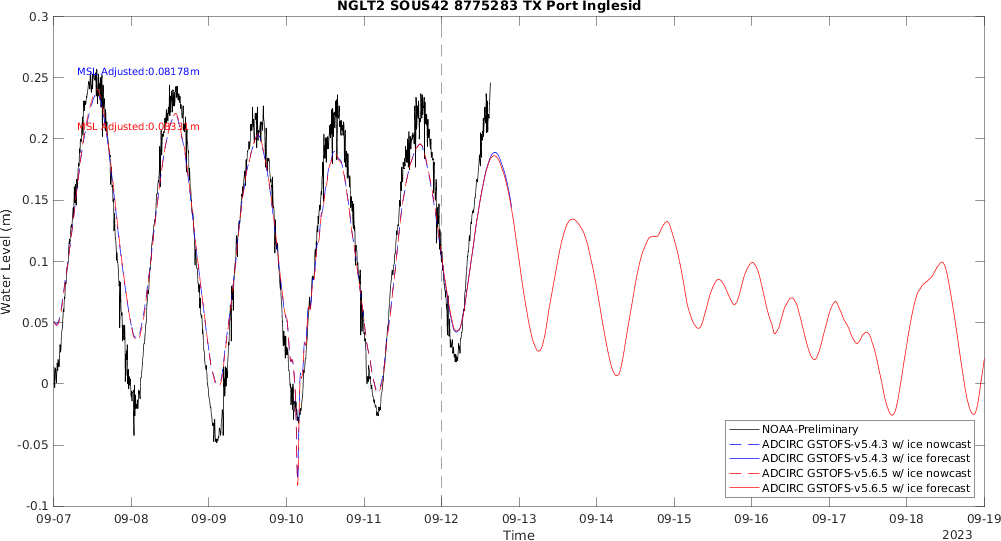 NGLT2 SOUS42 8775283 TX Port Inglesid
0.3
0.25
0.2
0.15
0.1
0.05
0
-0.05
-0.1
Water Level (m)
MSL Adjusted:0.08178m
MSL Adjusted:
NOAA-Preliminary
ADCIRC GSTOFS-v5.4.3 w/ ice nowcast
ADCIRC GSTOFS-v5.4.3 w/ ice forecast
ADCIRC GSTOFS-v5.6.5 w/ ice nowcast
ADCIRC GSTOFS-v5.6.5 w/ ice forecast
09-07 09-08 09-09 09-10 09-11 09-12 09-13 09-14 09-15 09-16 09-17 09-18 09-19
Time
2023